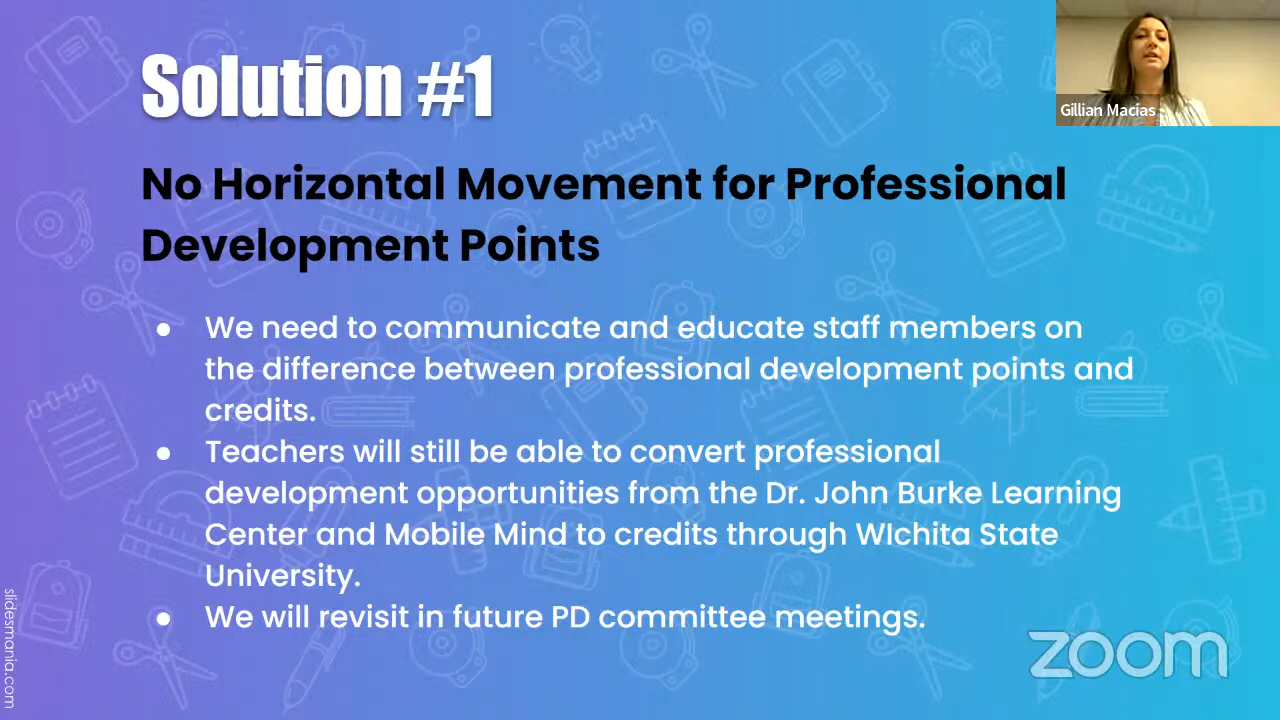 Solution #1
Gillian Macias
No Horizontal Movement for Professional
Development Points
● We need to communicate and educate staff members on
the difference between professional development points and
credits.
● Teachers will still be able to convert professional
development opportunities from the Dr. John Burke Learning
Center and Mobile Mind to credits through WIchita State
University.
● We will revisit in future PD committee meetings.
slidesmania.com
zoom